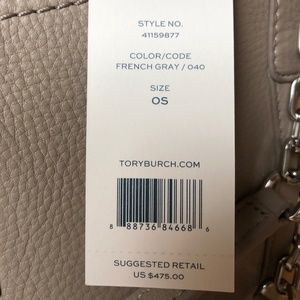 STYLE NO.
41159877
COLOR/CODE
FRENCH GRAY / 040
SIZE
OS
TORYBURCH.COM
8 88736 84668 6
SUGGESTED RETAIL
US $475.00